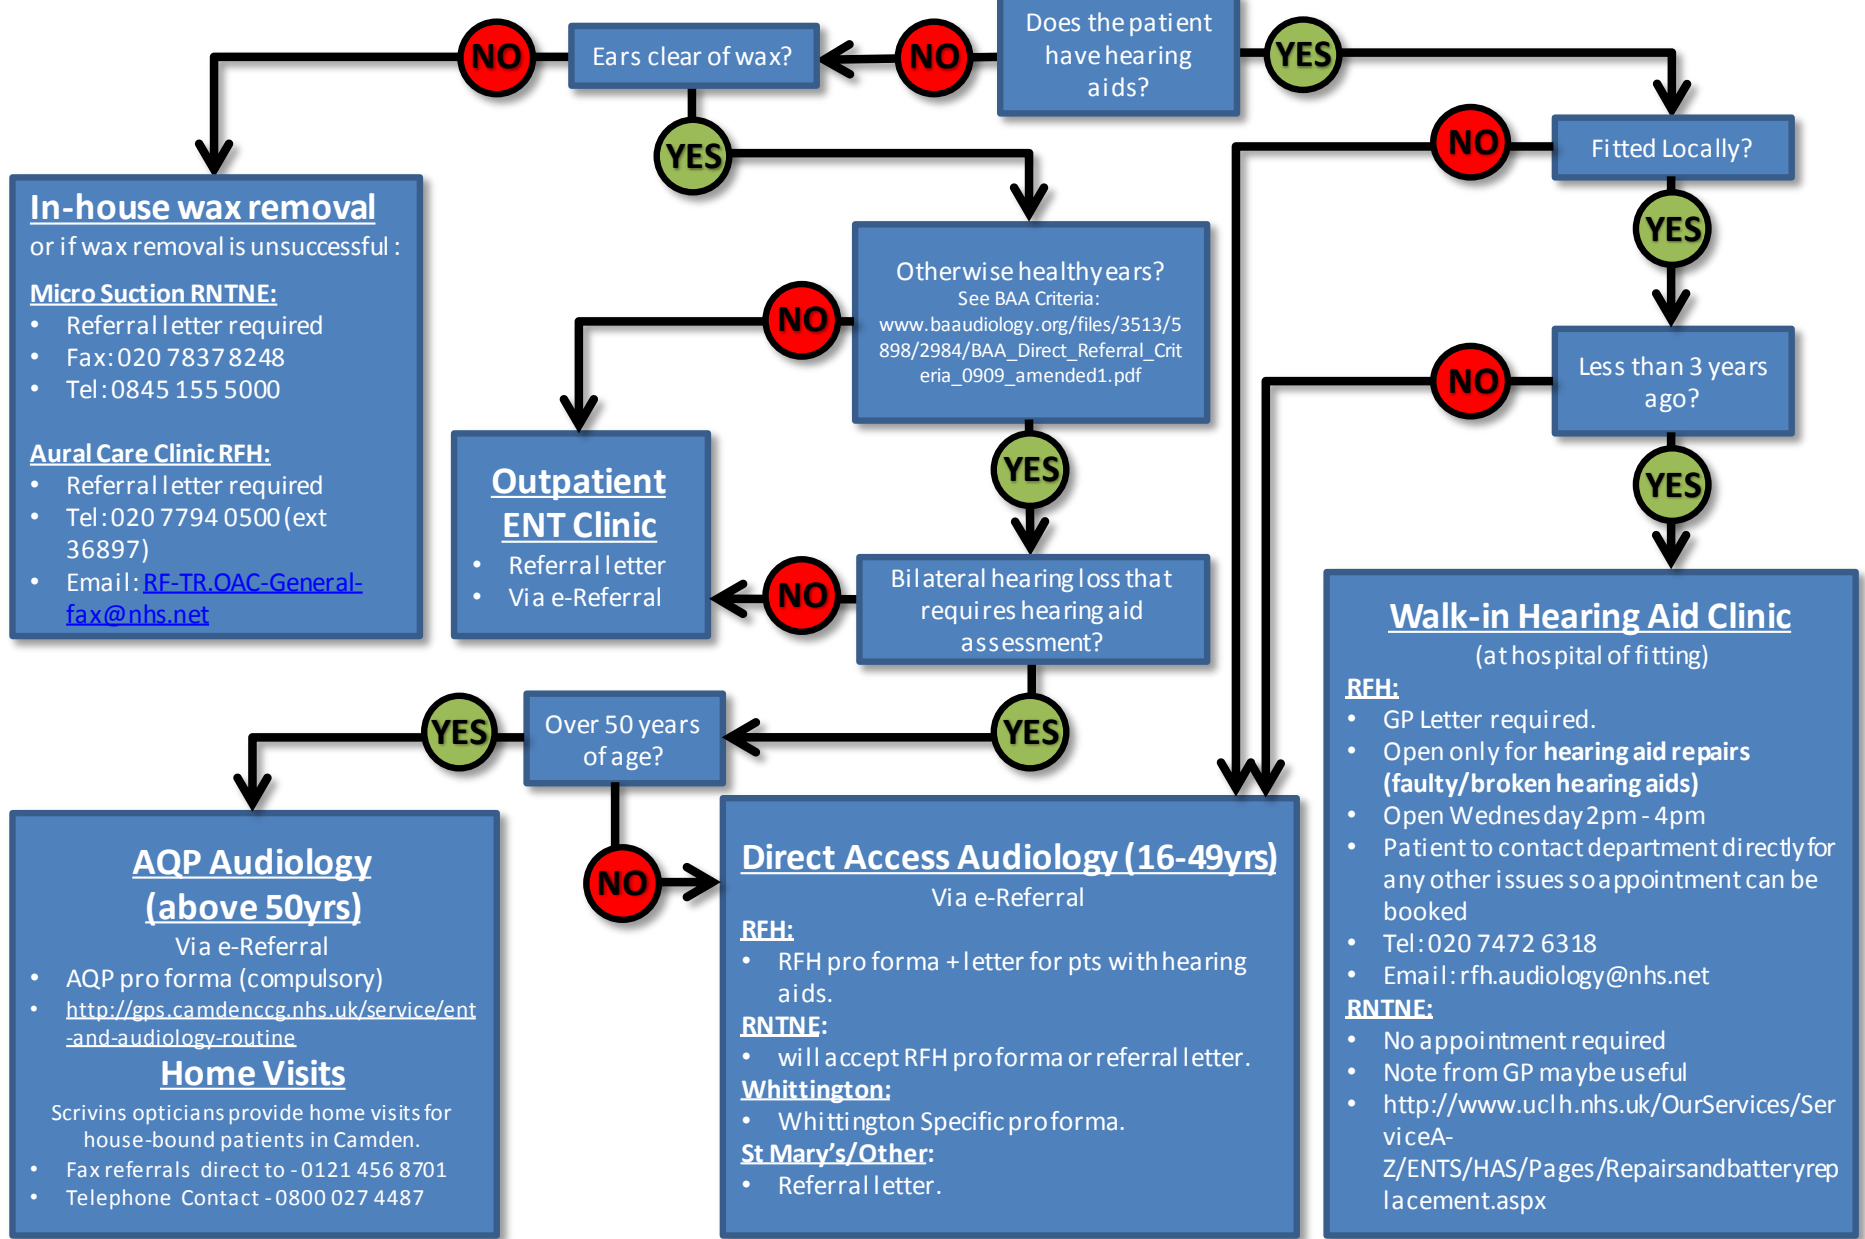 Does the patient
have hearing
aids?
NO
YES
Ears clear of wax?
NO
YES
Fitted Locally?
NO
YES
Less than 3 years
ago?
NO
YES
In-house wax removal
or if wax removal is unsuccessful :
Micro Suction RNTNE:
• Referral letter required
• Fax: 020 7837 8248
• Tel: 0845 155 5000
Aural Care Clinic RFH:
• Referral letter required
• Tel: 020 7794 0500 (ext
36897)
• Email: RF-TR.OAC-General-
fax@nhs.net
Otherwise healthy ears?
See BAA Criteria:
www.baaudiology.org/files/3513/5
898/2984/BAA_Direct_Referral_Crit
eria_0909_amended1.pdf
NO
YES
Outpatient
ENT Clinic
• Referral letter
• Via e-Referral
Bilateral hearing loss that
requires hearing aid
assessment?
NO
YES
Over 50 years
of age?
YES
NO
AQP Audiology
(above 50yrs)
Via e-Referral
• AQP pro forma (compulsory)
• http://gps.camdenccg.nhs.uk/service/ent
-and-audiology-routine
Home Visits
Scrivins opticians provide home visits for
house-bound patients in Camden.
• Fax referrals direct to - 0121 456 8701
• Telephone Contact - 0800 027 4487
Direct Access Audiology (16-49yrs)
Via e-Referral
RFH:
• RFH pro forma + letter for pts with hearing
aids.
RNTNE:
• will accept RFH pro forma or referral letter.
Whittington:
• Whittington Specific pro forma.
St Mary's/Other:
• Referral letter.
Walk-in Hearing Aid Clinic
(at hospital of fitting)
RFH:
• GP Letter required.
• Open only for hearing aid repairs
(faulty/broken hearing aids)
• Open Wednesday 2pm - 4pm
• Patient to contact department directly for
any other issues so appointment can be
booked
• Tel: 020 7472 6318
• Email: rfh.audiology@nhs.net
RNTNE:
• No appointment required
• Note from GP maybe useful
• http://www.uclh.nhs.uk/OurServices/Ser
viceA-
Z/ENTS/HAS/Pages/Repairsandbatteryrep
lacement.aspx